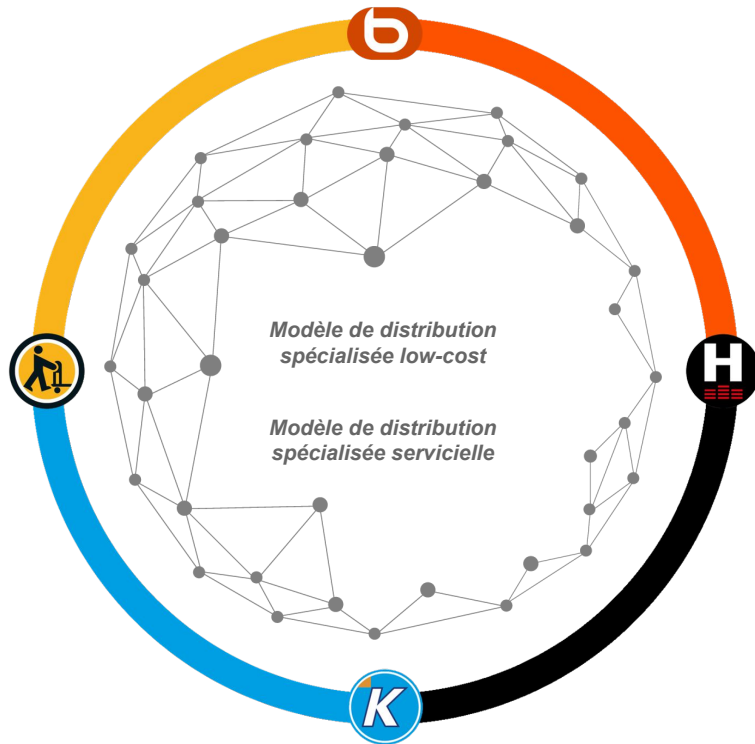 b
Modèle de distribution
spécialisée low-cost
H
Modèle de distribution
spécialisée servicielle
K